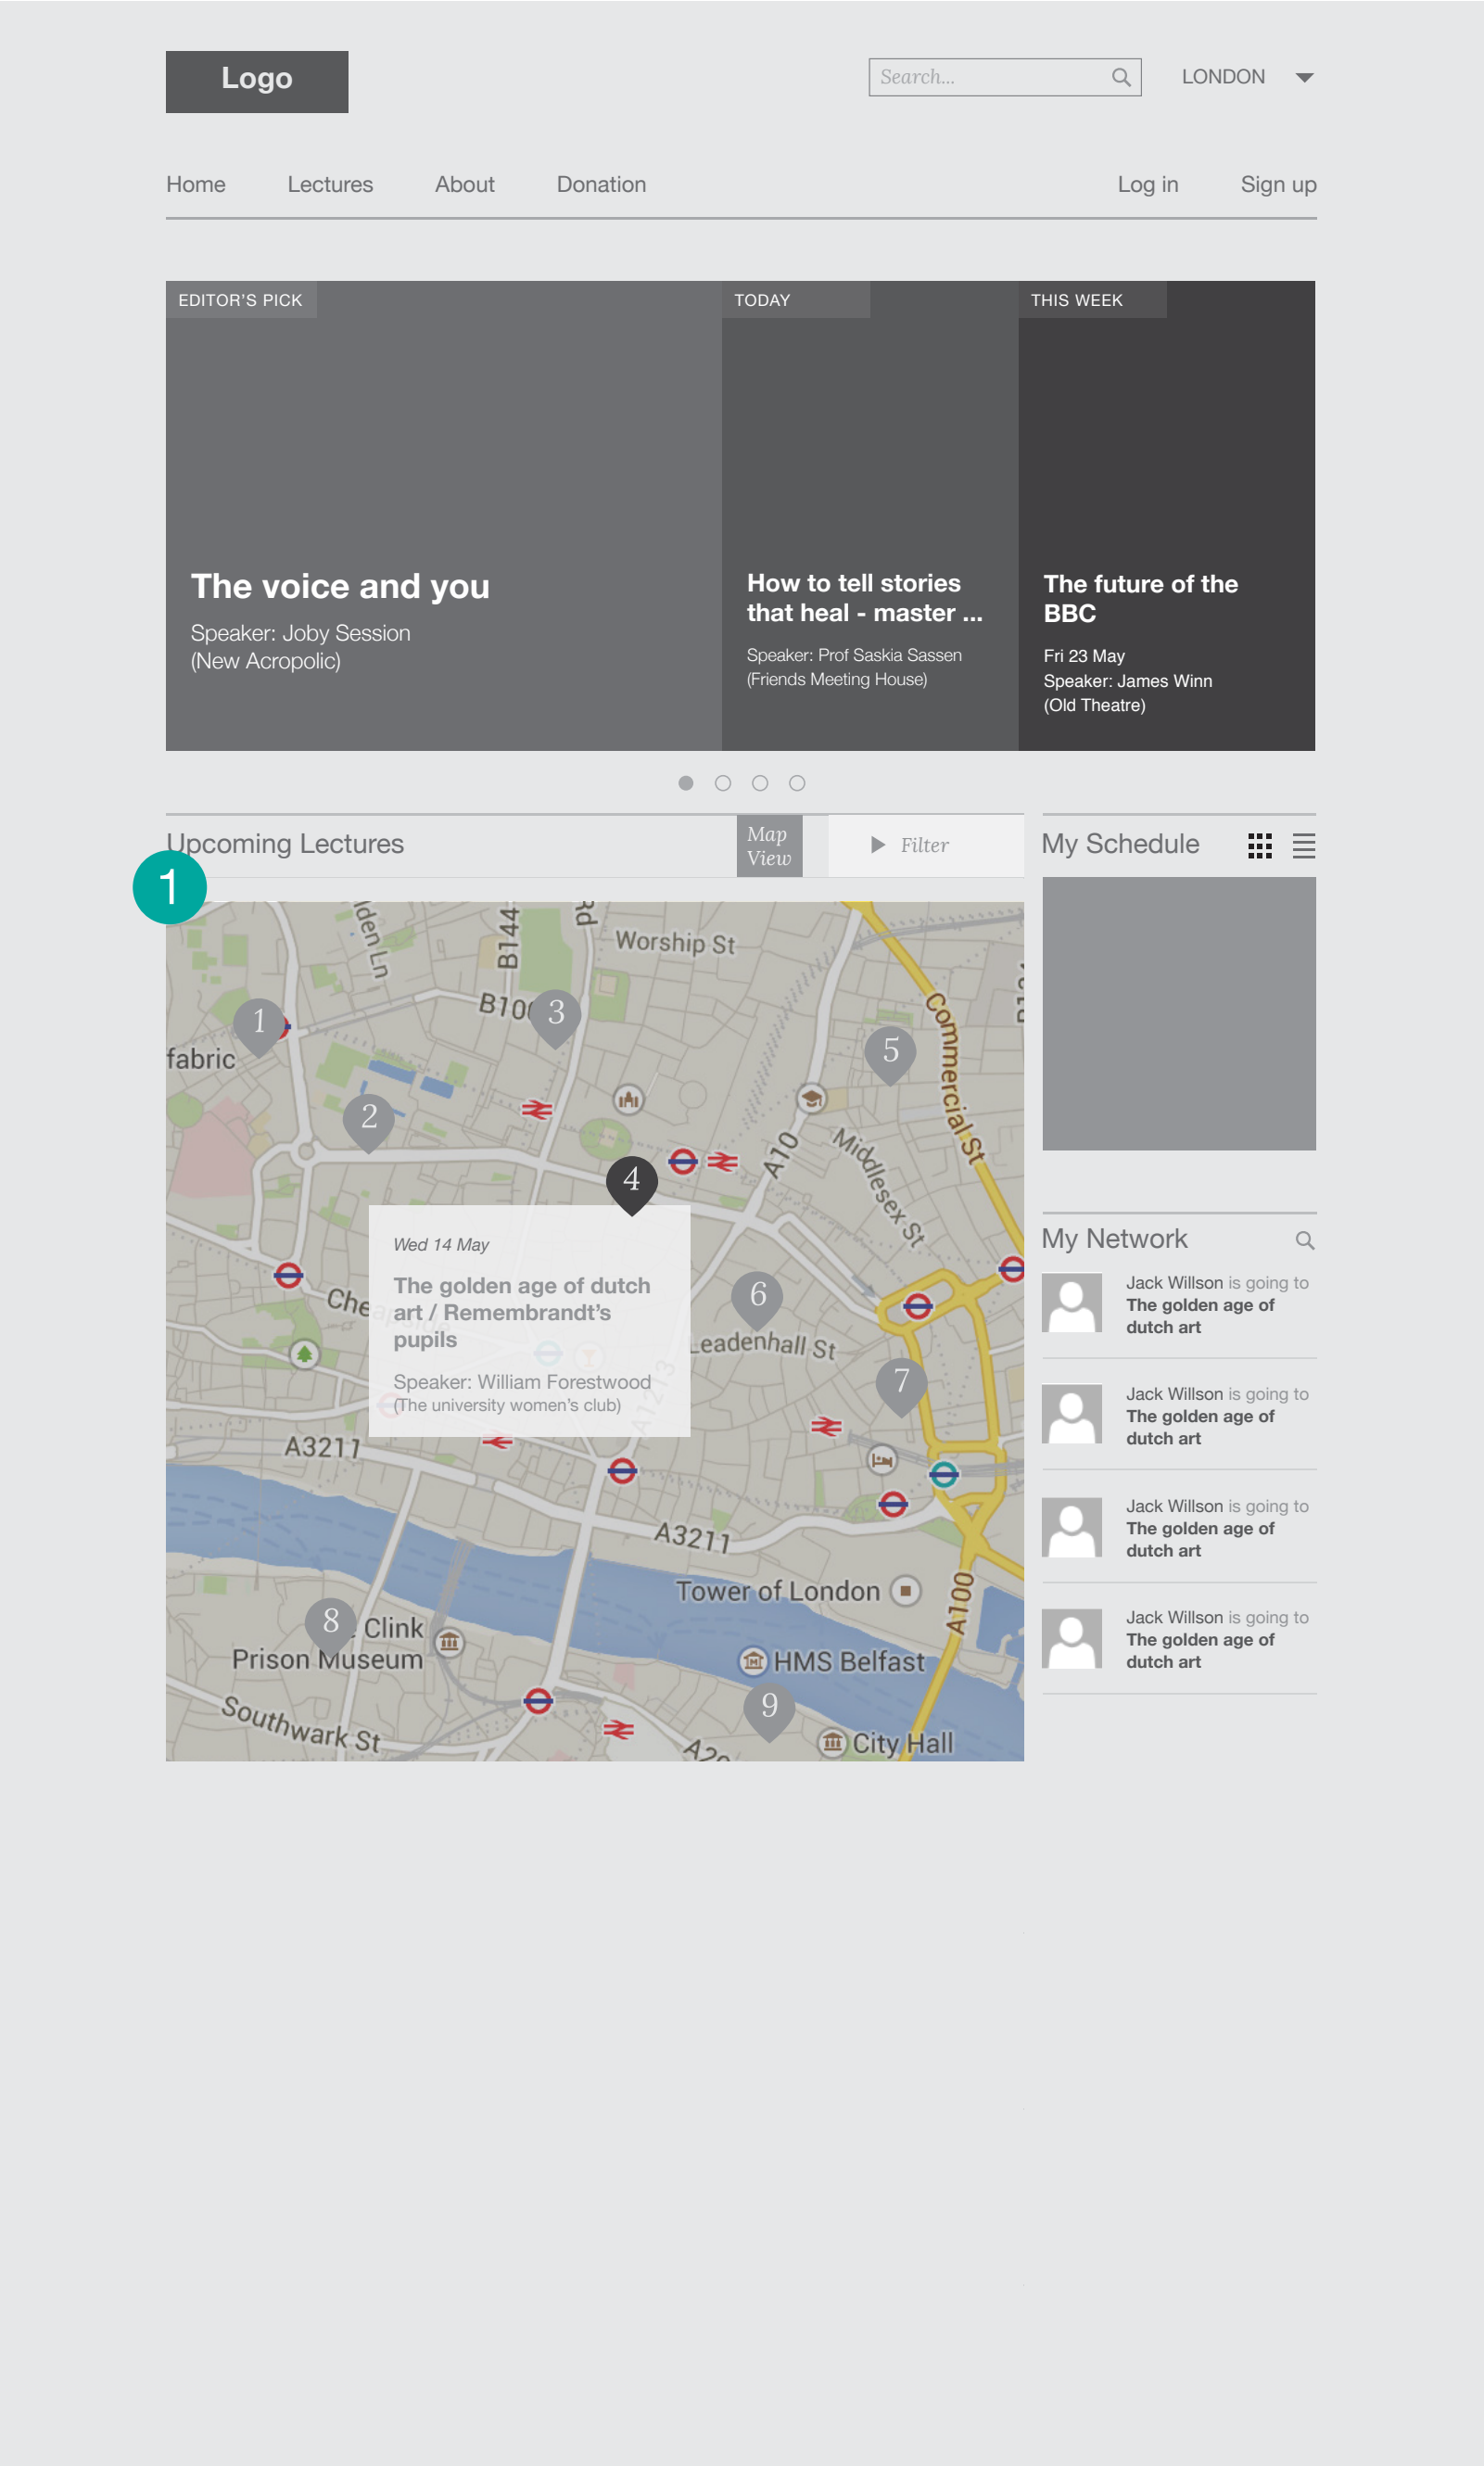 Logo
Search...
LONDON
Home
Lectures
About
Donation
Log in
Sign up
EDITOR'S PICK
The voice and you
Speaker: Joby Session
(New Acropolic)
TODAY
How to tell stories
that heal - master ...
Speaker: Prof Saskia Sassen
(Friends Meeting House)
THIS WEEK
The future of the
BBC
Fri 23 May
Speaker: James Winn
(Old Theatre)
Upcoming Lectures
Map
View
Filter
1
lden Ln
B144
Rd
Worship St
B100
1
3
5
fabric
Commercial St
2
A10
Middlesex St
4
Wed 14 May
The golden age of dutch
art / Remembrandt's
pupils
Speaker: William Forestwood
(The university women's club)
Cheapside
6
Leadenhall St
A1213
7
A3211
A3211
Tower of London
A100
8
Clink
Prison Museum
HMS Belfast
9
Southwark St
A20
City Hall
My Schedule
My Network
Jack Willson is going to
The golden age of
dutch art
Jack Willson is going to
The golden age of
dutch art
Jack Willson is going to
The golden age of
dutch art
Jack Willson is going to
The golden age of
dutch art